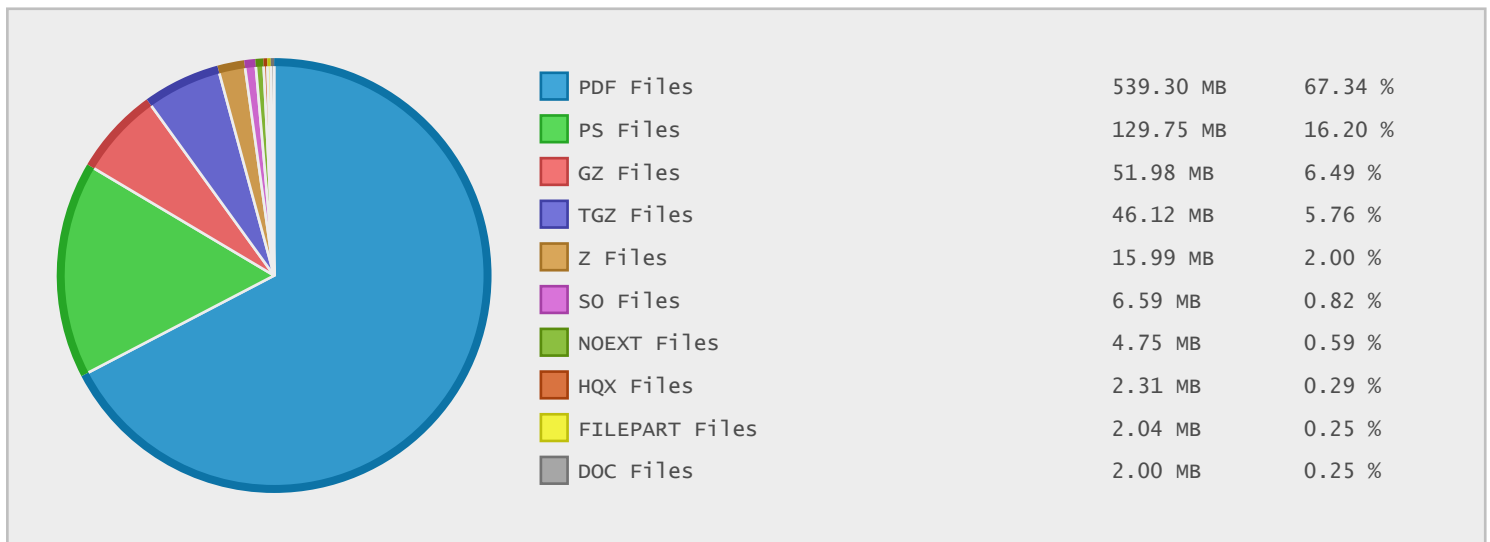 PDF Files 539.30 MB 67.34 %
PS Files 129.75 MB 16.20 %
GZ Files 51.98 MB 6.49 %
TGZ Files 46.12 MB 5.76 %
Z Files 15.99 MB 2.00 %
SO Files 6.59 MB 0.82 %
NOEXT Files 4.75 MB 0.59 %
HQX Files 2.31 MB 0.29 %
FILEPART Files 2.04 MB 0.25 %
DOC Files 2.00 MB 0.25 %